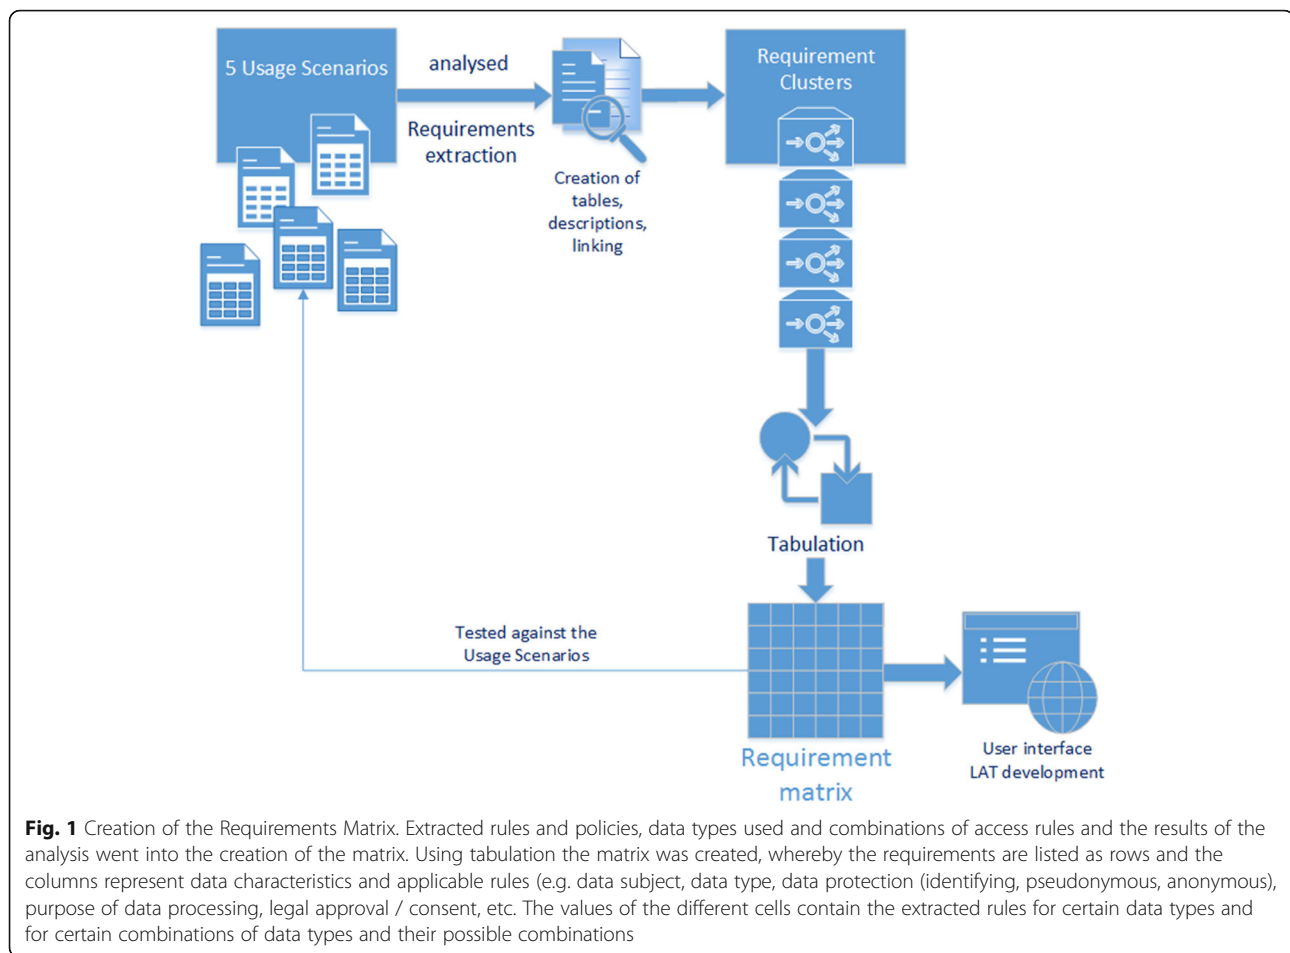 5 Usage Scenarios
analysed
Requirements
extraction
Creation of
tables,
descriptions,
linking
Requirement
Clusters
Tabulation
Tested against the
Usage Scenarios
Requirement
matrix
User interface
LAT development
Fig. 1 Creation of the Requirements Matrix. Extracted rules and policies, data types used and combinations of access rules and the results of the
analysis went into the creation of the matrix. Using tabulation the matrix was created, whereby the requirements are listed as rows and the
columns represent data characteristics and applicable rules (e.g. data subject, data type, data protection (identifying, pseudonymous, anonymous),
purpose of data processing, legal approval / consent, etc. The values of the different cells contain the extracted rules for certain data types and
for certain combinations of data types and their possible combinations